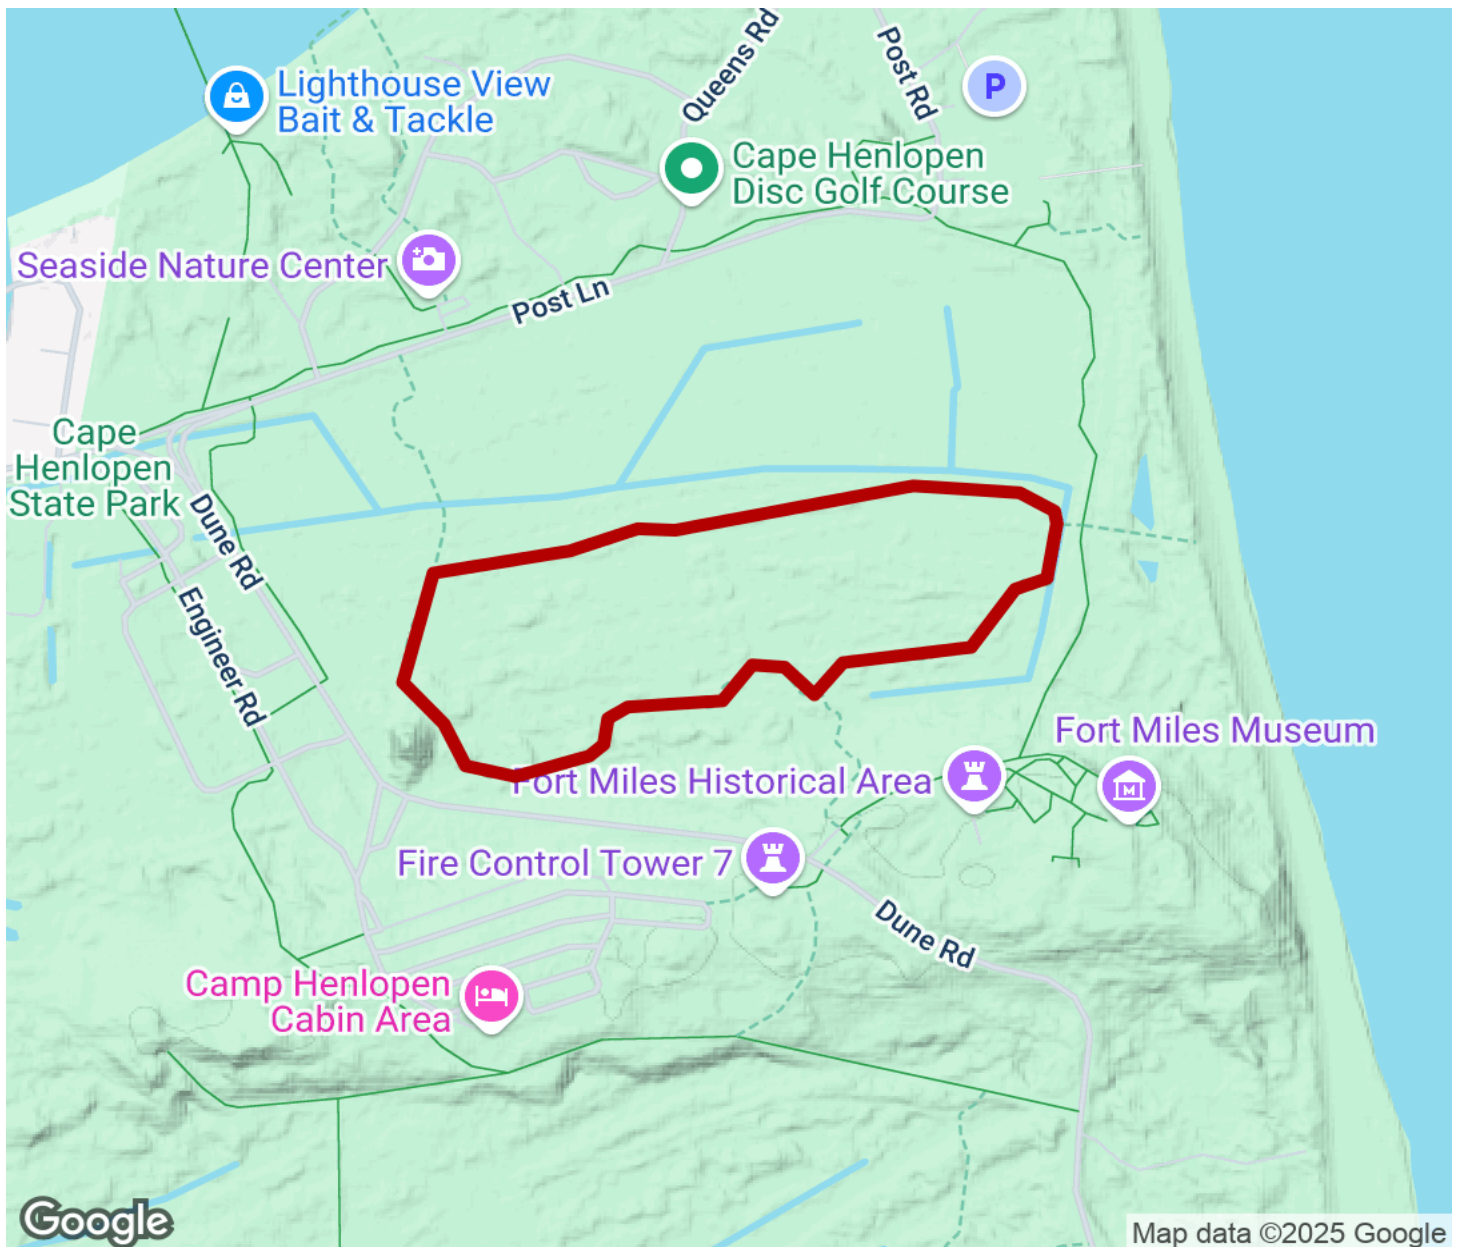 Queens Rd
Post Rd
P
Lighthouse View
Bait & Tackle
Cape Henlopen
Disc Golf Course
Seaside Nature Center
Post Ln
Cape
Henlopen
State Park
Dune Rd
Engineer Rd
Fort Miles Museum
M
Fort Miles Historical Area
Fire Control Tower 7
Dune Rd
Camp Henlopen
Cabin Area
Google
Map data ©2025 Google